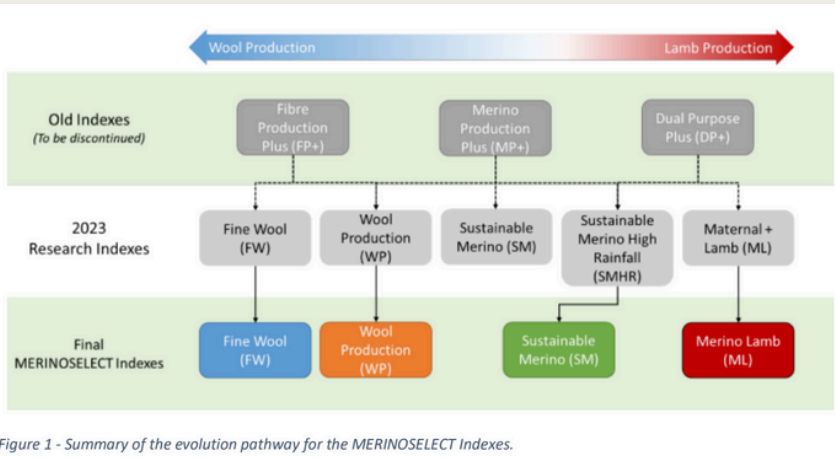 Wool Production
Lamb Production
Old Indexes
(To be discontinued)
Fibre
Production
Plus (FP+)
Merino
Production
Plus (MP+)
Dual Purpose
Plus (DP+)
2023
Research Indexes
Fine Wool
(FW)
Wool
Production
(WP)
Sustainable
Merino (SM)
Sustainable
Merino High
Rainfall
(SMHR)
Maternal +
Lamb (ML)
Final
MERINOSELECT Indexes
Fine Wool
(FW)
Wool
Production
(WP)
Sustainable
Merino (SM)
Merino Lamb
(ML)
Figure 1 - Summary of the evolution pathway for the MERINOSELECT Indexes.